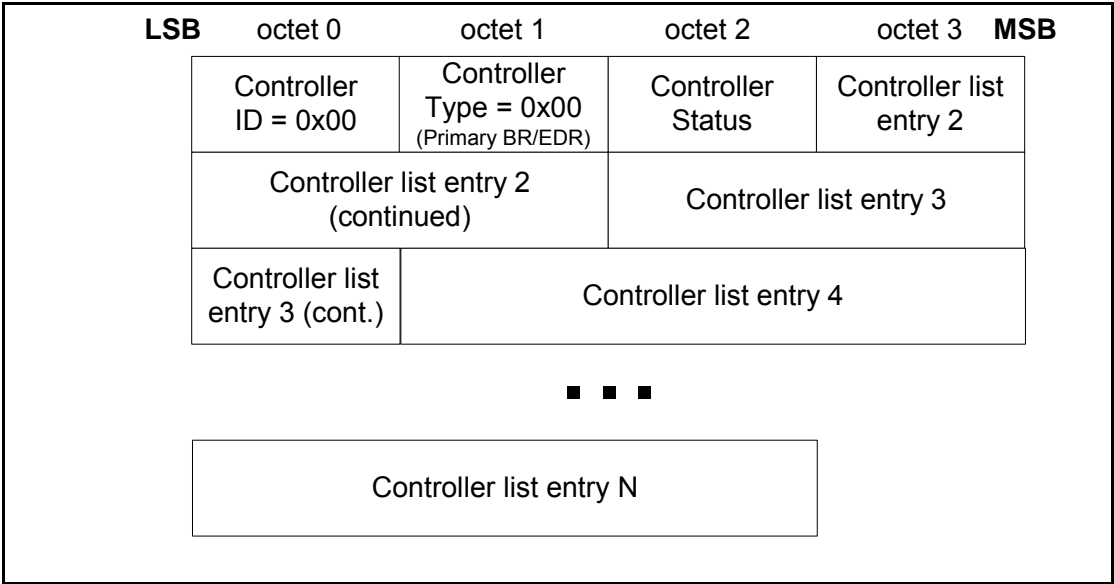 LSB octet 0 octet 1 octet 2 octet 3 MSB
Controller
ID = 0x00
Controller
Type = 0x00
(Primary BR/EDR)
Controller
Status
Controller list
entry 2
Controller list entry 2
(continued)
Controller list entry 3
Controller list
entry 3 (cont.)
Controller list entry 4
Controller list entry N